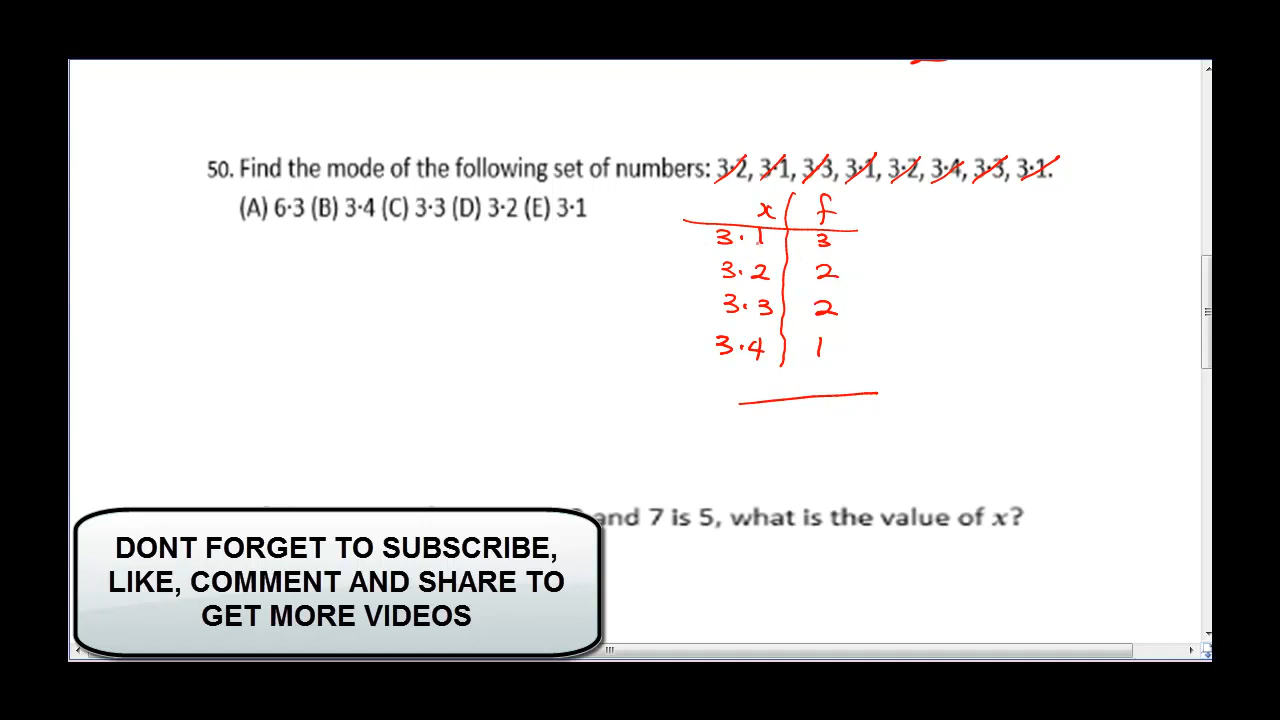 50. Find the mode of the following set of numbers: 3·2, 3·1, 3·3, 3·1, 3·2, 3·4, 3·3, 3·1.
(A) 6·3 (B) 3·4 (C) 3·3 (D) 3·2 (E) 3·1
x f
3·1 3
3·2 2
3·3 2
3·4 1
and 7 is 5, what is the value of x?
DONT FORGET TO SUBSCRIBE,
LIKE, COMMENT AND SHARE TO
GET MORE VIDEOS